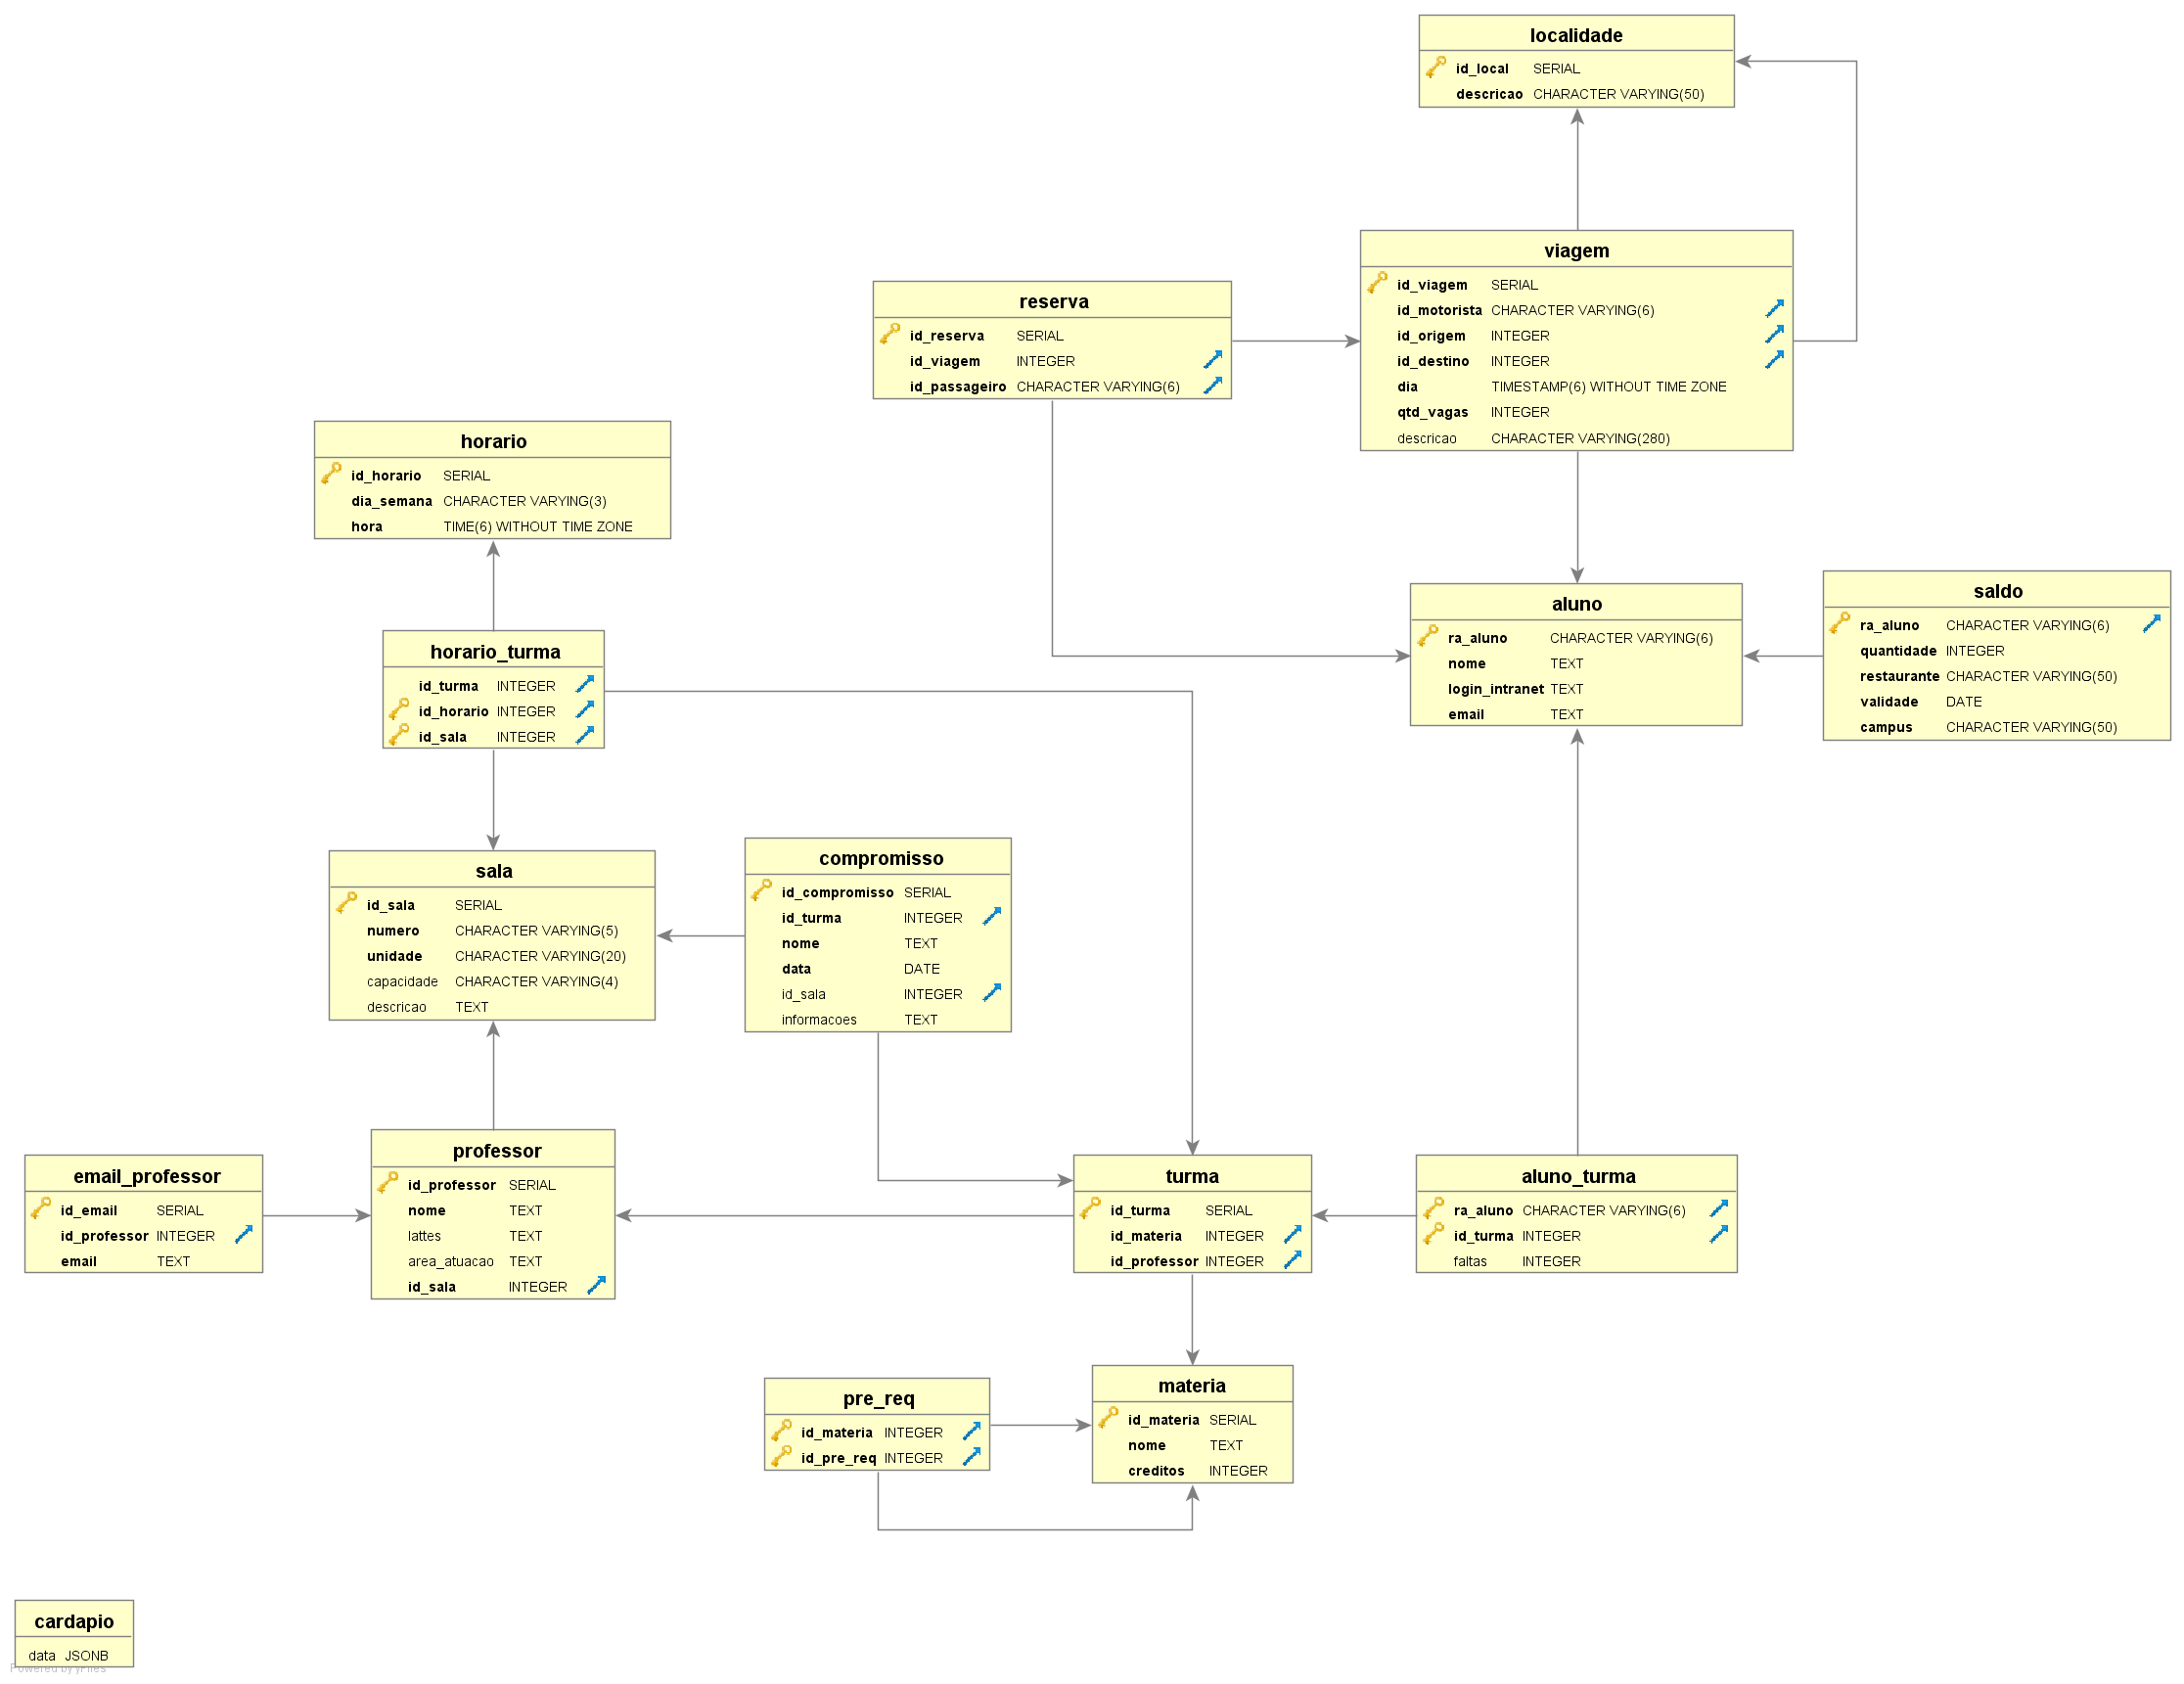 localidade
id_local SERIAL
descricao CHARACTER VARYING(50)
viagem
id_viagem SERIAL
id_motorista CHARACTER VARYING(6)
id_origem INTEGER
id_destino INTEGER
dia TIMESTAMP(6) WITHOUT TIME ZONE
qtd_vagas INTEGER
descricao CHARACTER VARYING(280)
reserva
id_reserva SERIAL
id_viagem INTEGER
id_passageiro CHARACTER VARYING(6)
horario
id_horario SERIAL
dia_semana CHARACTER VARYING(3)
hora TIME(6) WITHOUT TIME ZONE
aluno
ra_aluno CHARACTER VARYING(6)
nome TEXT
login_intranet TEXT
email TEXT
saldo
ra_aluno CHARACTER VARYING(6)
quantidade INTEGER
restaurante CHARACTER VARYING(50)
validade DATE
campus CHARACTER VARYING(50)
horario_turma
id_turma INTEGER
id_horario INTEGER
id_sala INTEGER
sala
id_sala SERIAL
numero CHARACTER VARYING(5)
unidade CHARACTER VARYING(20)
capacidade CHARACTER VARYING(4)
descricao TEXT
compromisso
id_compromisso SERIAL
id_turma INTEGER
nome TEXT
data DATE
id_sala INTEGER
informacoes TEXT
email_professor
id_email SERIAL
id_professor INTEGER
email TEXT
professor
id_professor SERIAL
nome TEXT
lattes TEXT
area_atuacao TEXT
id_sala INTEGER
turma
id_turma SERIAL
id_materia INTEGER
id_professor INTEGER
aluno_turma
ra_aluno CHARACTER VARYING(6)
id_turma INTEGER
faltas INTEGER
pre_req
id_materia INTEGER
id_pre_req INTEGER
materia
id_materia SERIAL
nome TEXT
creditos INTEGER
cardapio
data JSONB
Powered by yFiles